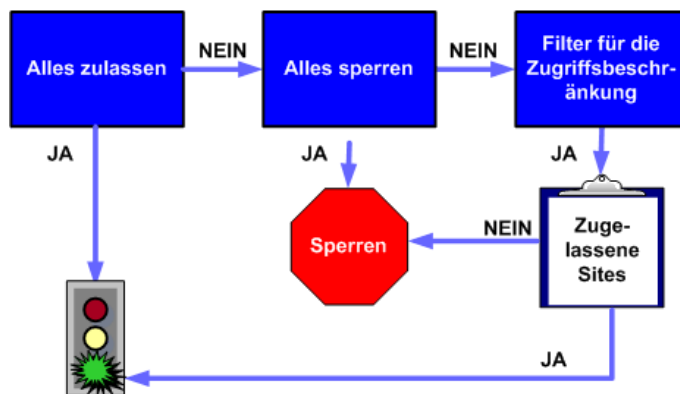 Alles zulassen
NEIN
Alles sperren
NEIN
Filter für die
Zugriffsbeschr-
änkung
JA
JA
JA
Sperren
NEIN
Zuge-
lassene
Sites
JA